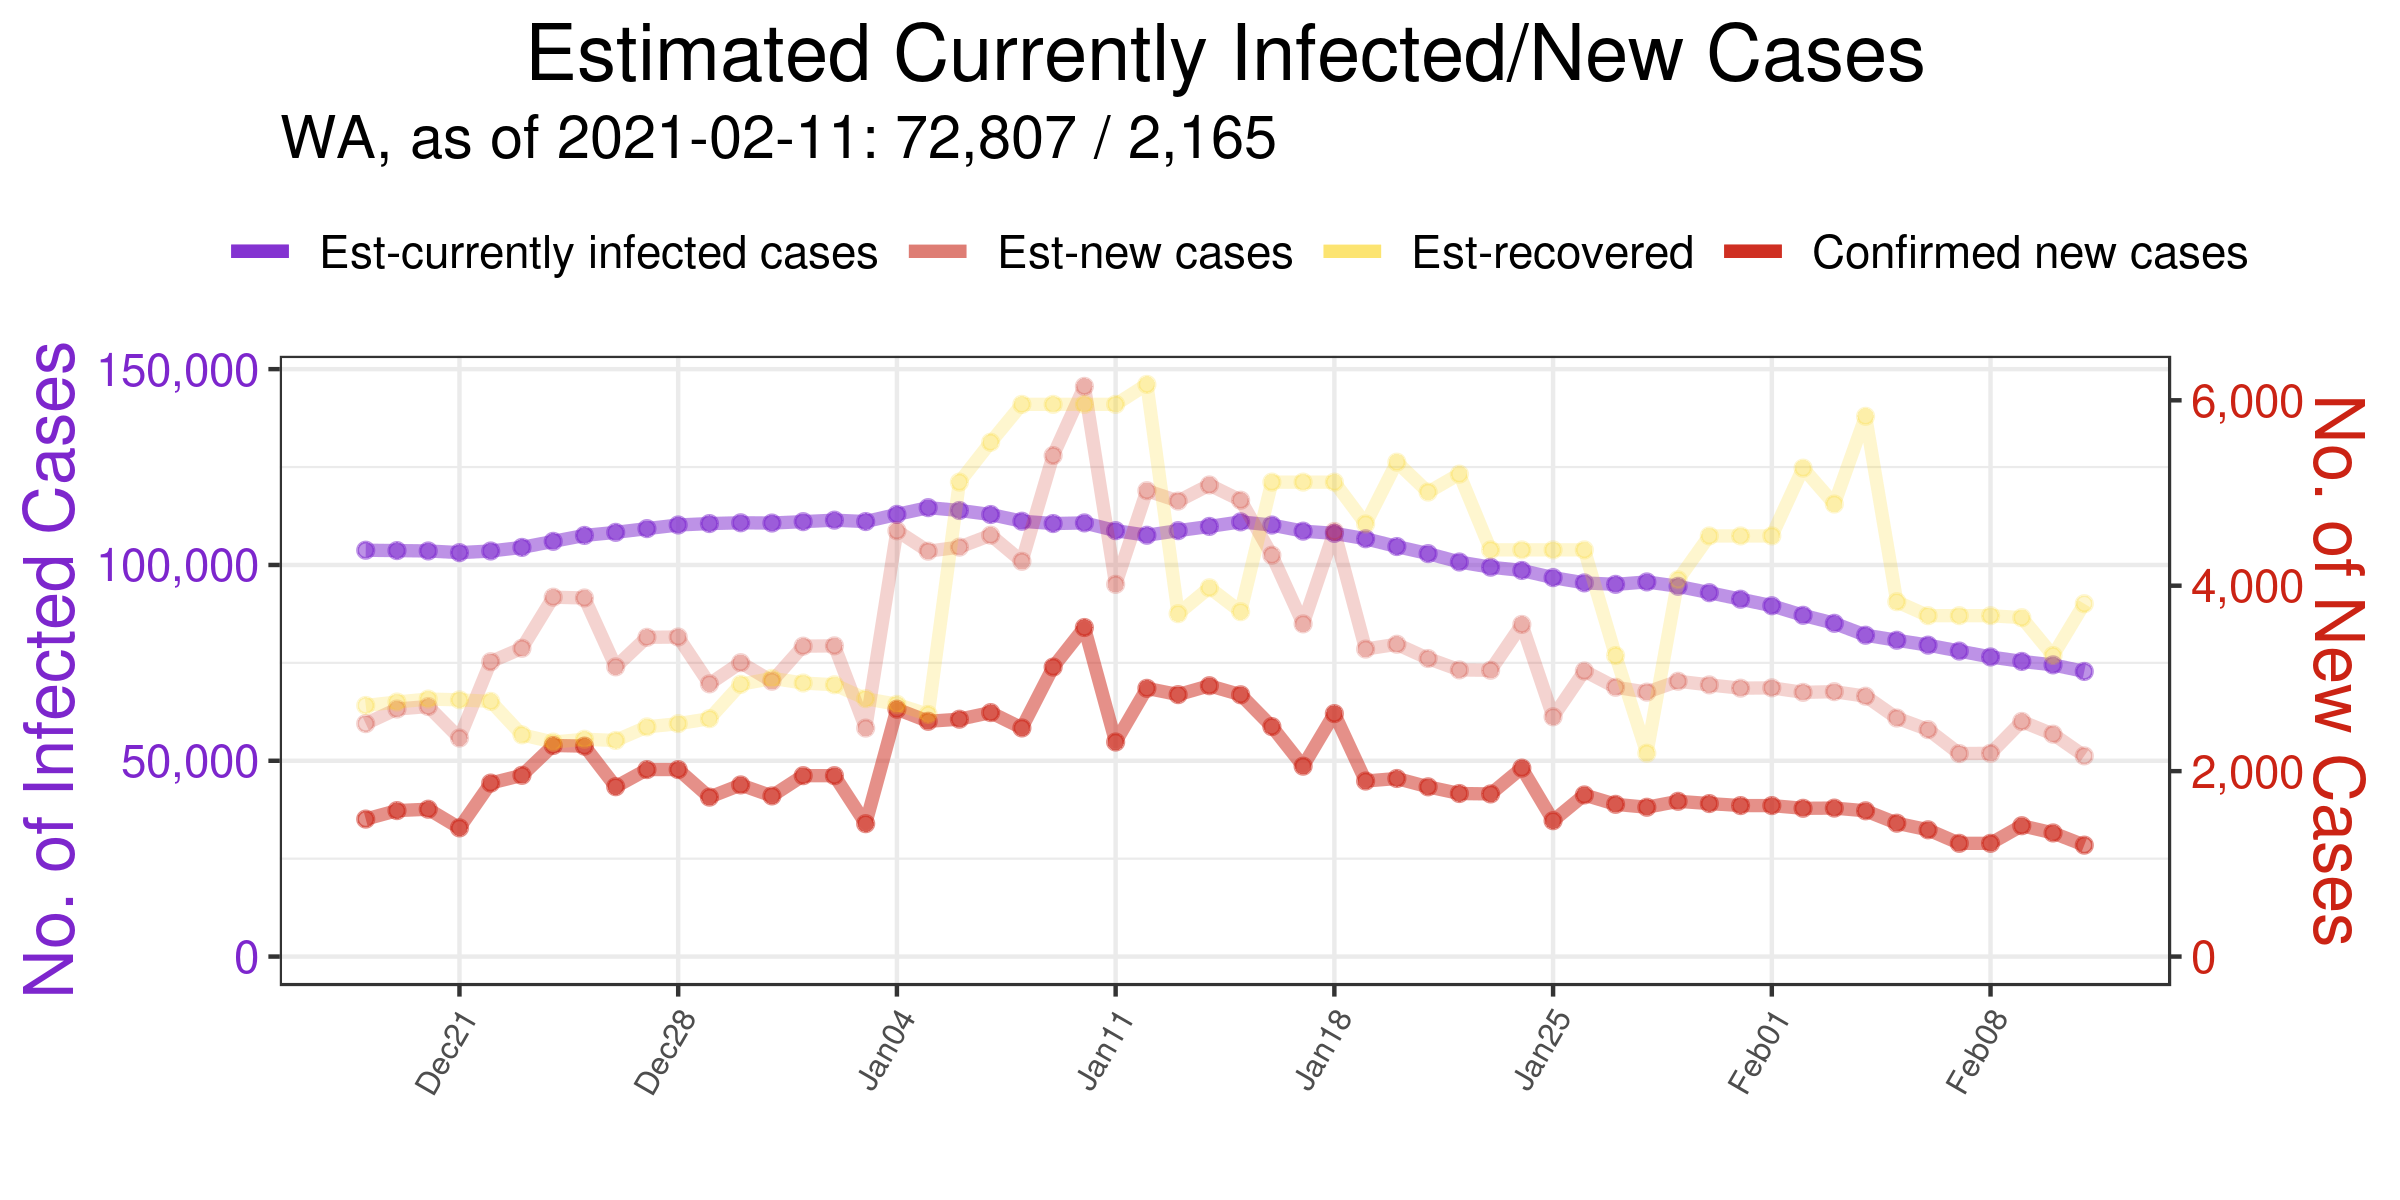 Estimated Currently Infected/New Cases
WA, as of 2021-02-11: 72,807 / 2,165
Est-currently infected cases Est-new cases Est-recovered Confirmed new cases
No. of Infected Cases
150,000
100,000
50,000
0
6,000
4,000
2,000
0
No. of New Cases
Dec21 Dec28 Jan04 Jan11 Jan18 Jan25 Feb01 Feb08